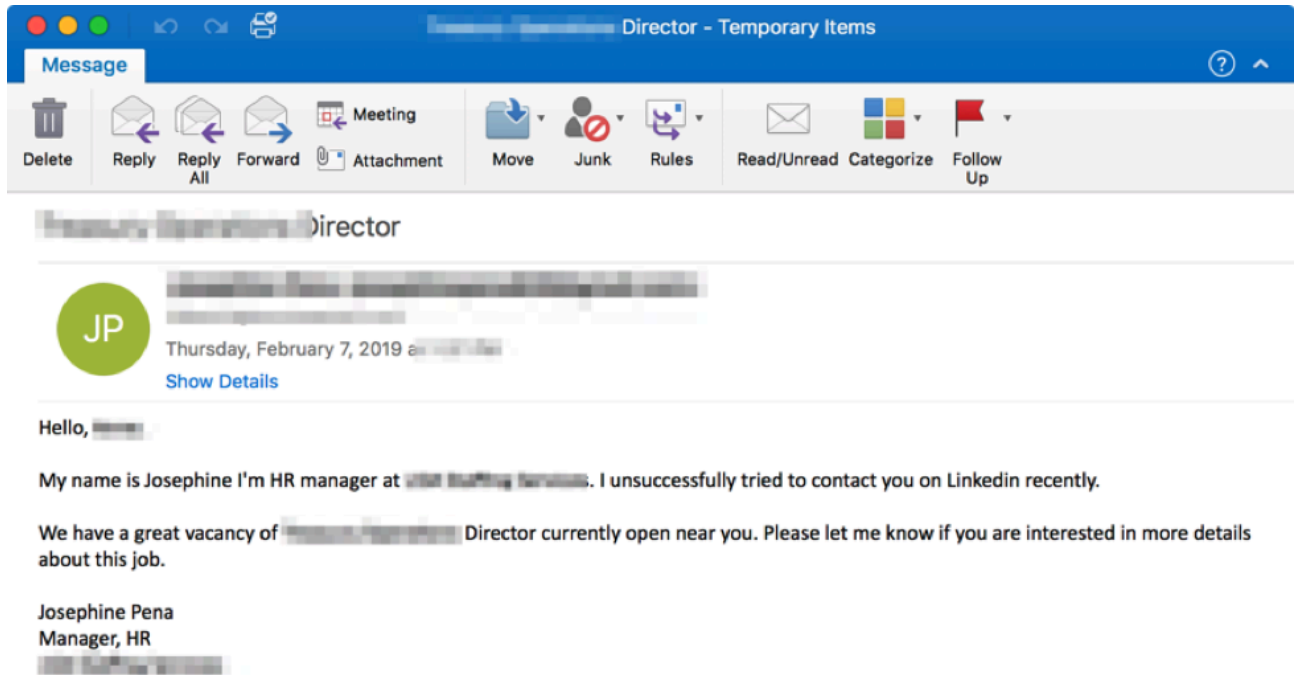 Director - Temporary Items
Message
Delete
Reply
Reply All
Forward
Meeting
Attachment
Move
Junk
Rules
Read/Unread
Categorize
Follow Up
Director
JP
Thursday, February 7, 2019
Show Details
Hello,
My name is Josephine I'm HR manager at . I unsuccessfully tried to contact you on Linkedin recently.
We have a great vacancy of Director currently open near you. Please let me know if you are interested in more details
about this job.
Josephine Pena
Manager, HR